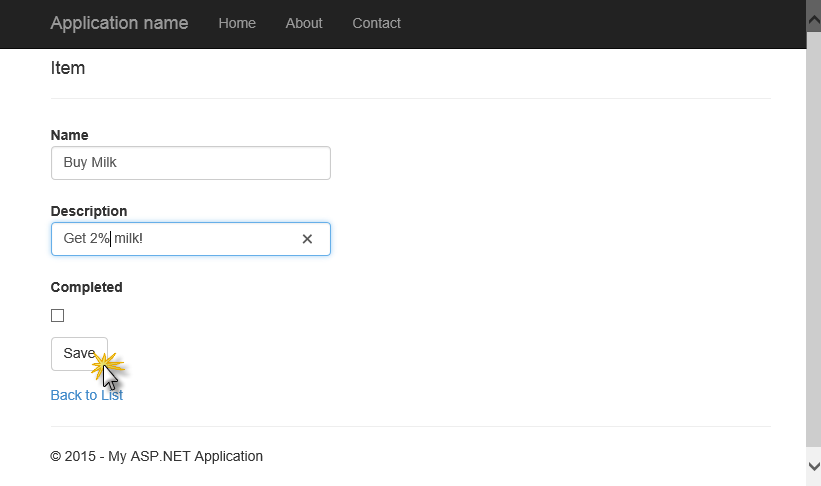 Application name Home About Contact
Item
Name
Buy Milk
Description
Get 2% milk!
Completed
Save
Back to List
© 2015 - My ASP.NET Application